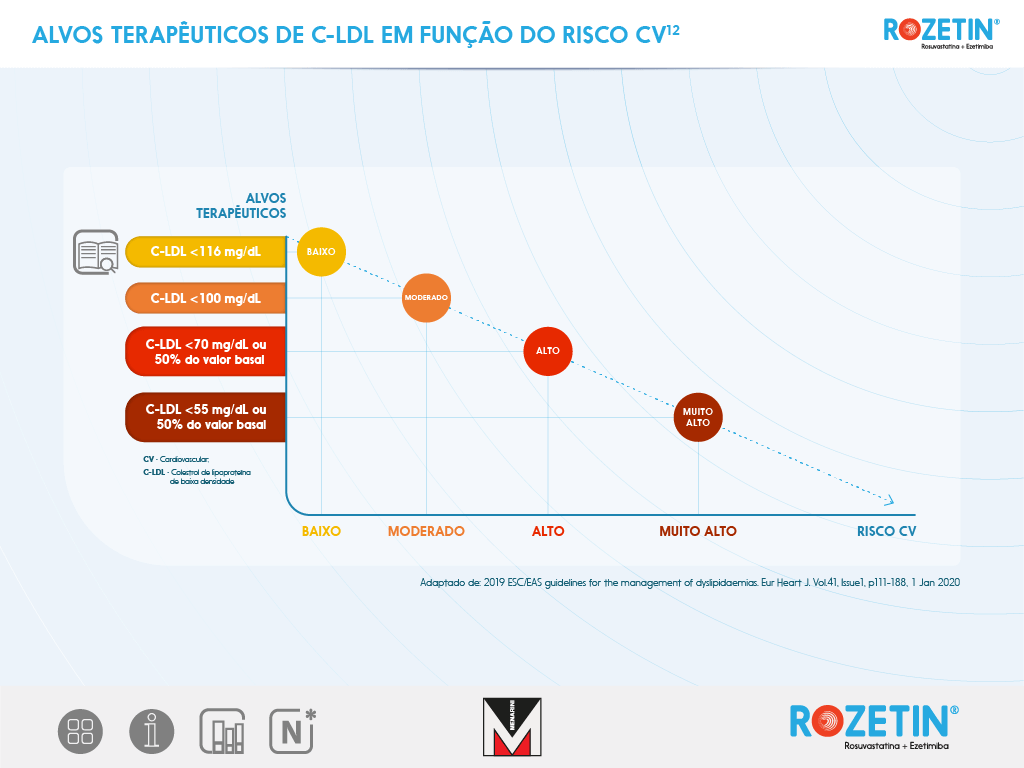 ALVOS TERAPÊUTICOS DE C-LDL EM FUNÇÃO DO RISCO CV12
ROZETIN®
Rosuvastatina + Ezetimiba
ALVOS
TERAPÊUTICOS
C-LDL <116 mg/dL
C-LDL <100 mg/dL
C-LDL <70 mg/dL ou
50% do valor basal
C-LDL <55 mg/dL ou
50% do valor basal
BAIXO
MODERADO
ALTO
MUITO
ALTO
CV - Cardiovascular;
C-LDL - Colestrol de lipoproteína
de baixa densidade
BAIXO
MODERADO
ALTO
MUITO ALTO
RISCO CV
Adaptado de: 2019 ESC/EAS guidelines for the management of dyslipidaemias. Eur Heart J. Vol.41, Issue1, p111-188, 1 Jan 2020
i
N*
MENARINI
ROZETIN®
Rosuvastatina + Ezetimiba